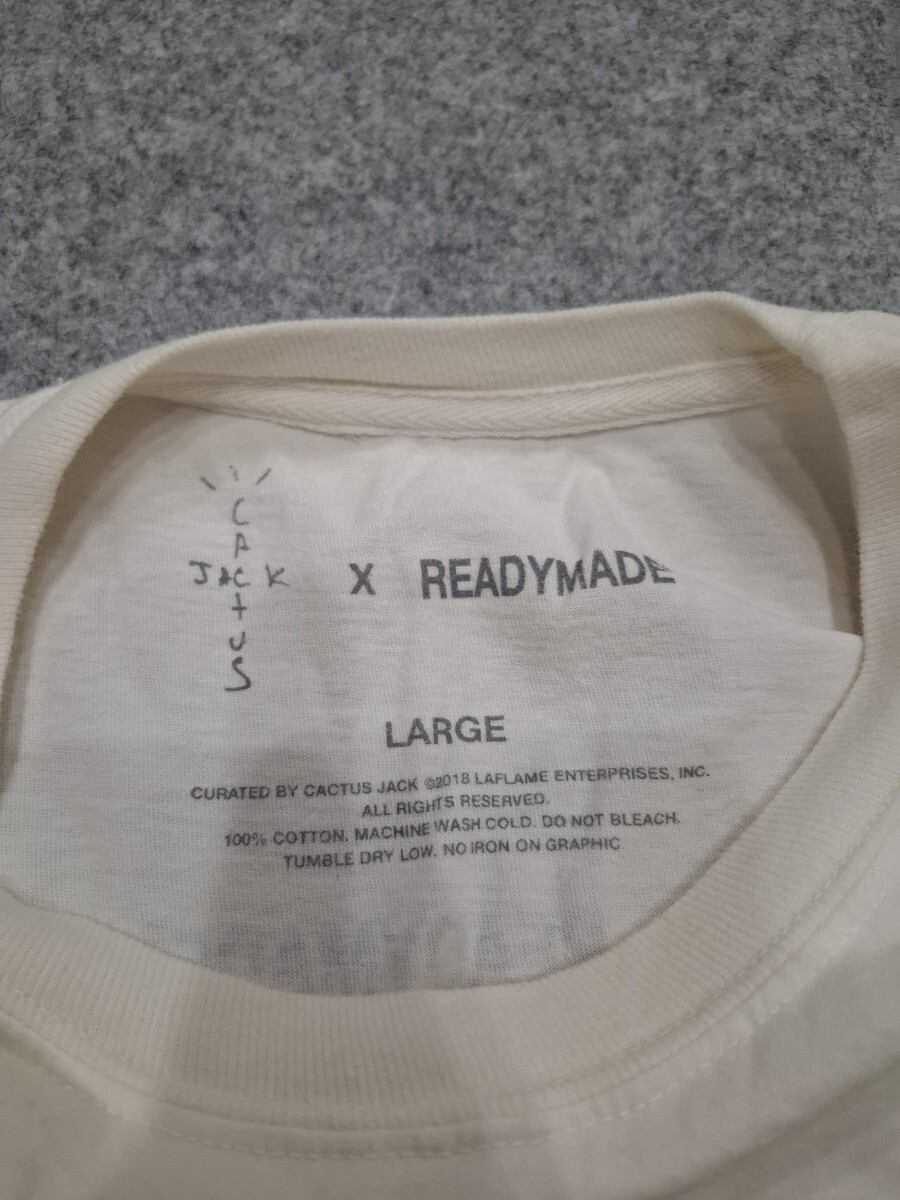 CACTUS
JACK X READYMADE
LARGE
CURATED BY CACTUS JACK ©2018 LAFLAME ENTERPRISES, INC.
ALL RIGHTS RESERVED.
100% COTTON. MACHINE WASH COLD. DO NOT BLEACH.
TUMBLE DRY LOW. NO IRON ON GRAPHIC